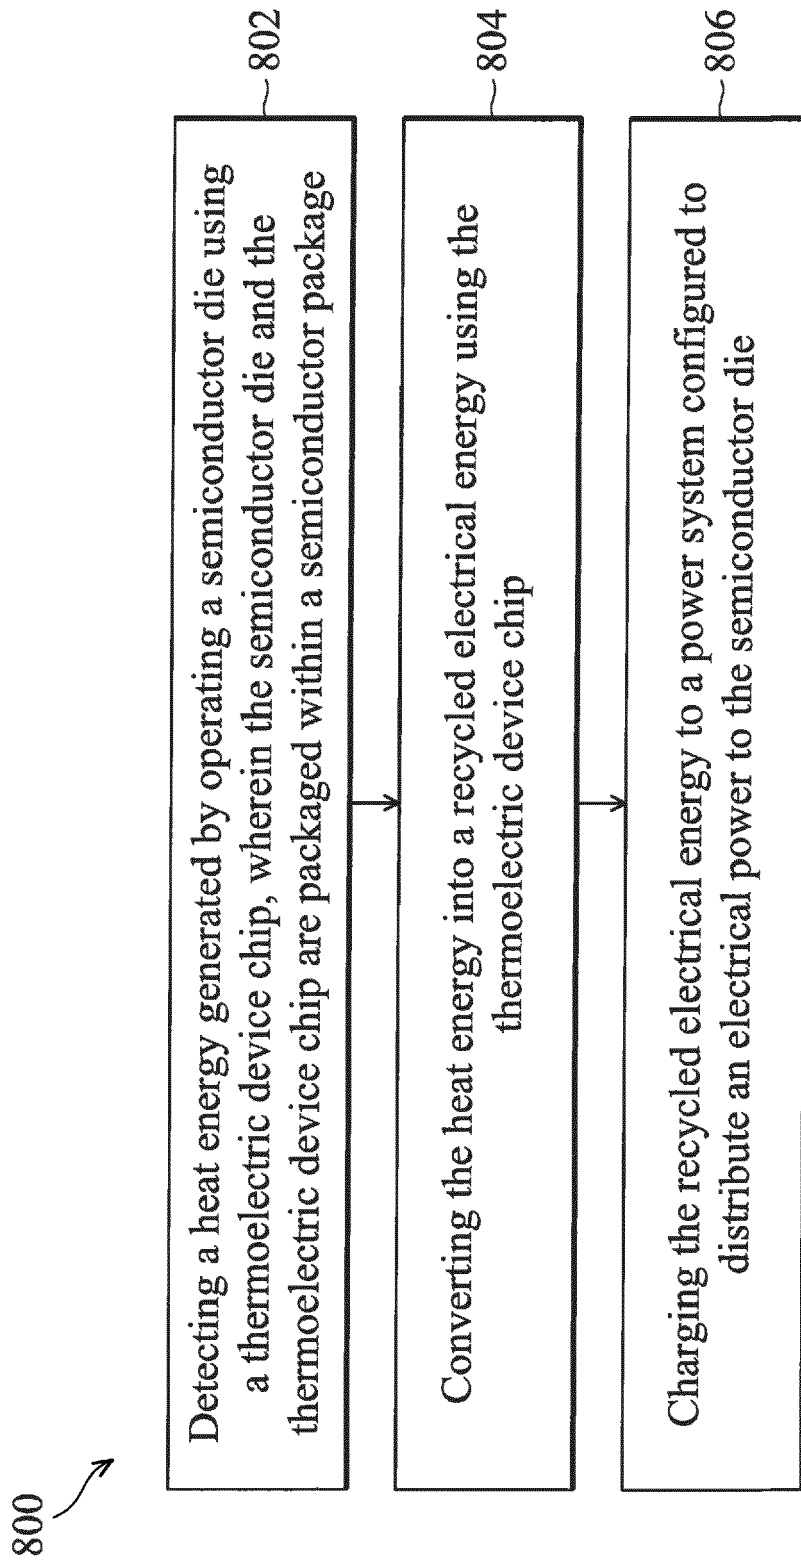 800
Detecting a heat energy generated by operating a semiconductor die using
a thermoelectric device chip, wherein the semiconductor die and the
thermoelectric device chip are packaged within a semiconductor package
802
Converting the heat energy into a recycled electrical energy using the
thermoelectric device chip
804
Charging the recycled electrical energy to a power system configured to
distribute an electrical power to the semiconductor die
806